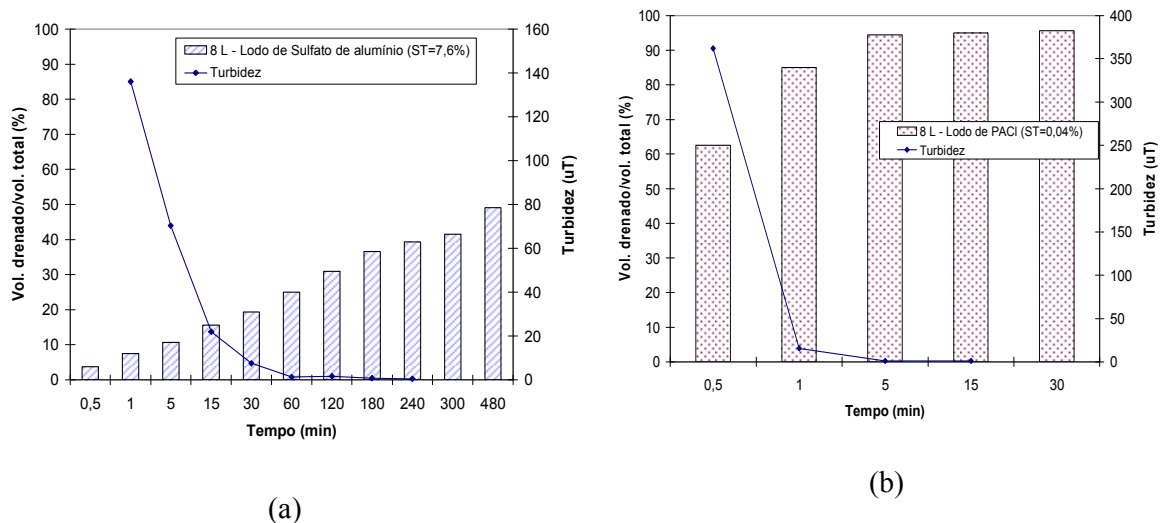 100
90
80
70
60
50
40
30
20
10
0
Vol. drenado/vol. total (%)
8 L - Lodo de Sulfato de alumínio (ST=7,6%)
Turbidez
160
140
120
100
80
60
40
20
0
Turbidez (uT)
0,5 1 5 15 30 60 120 180 240 300 480
Tempo (min)
(a)
100
90
80
70
60
50
40
30
20
10
0
Vol. drenado/vol. total (%)
8 L - Lodo de PACl (ST=0,04%)
Turbidez
400
350
300
250
200
150
100
50
0
Turbidez (uT)
0,5 1 5 15 30
Tempo (min)
(b)